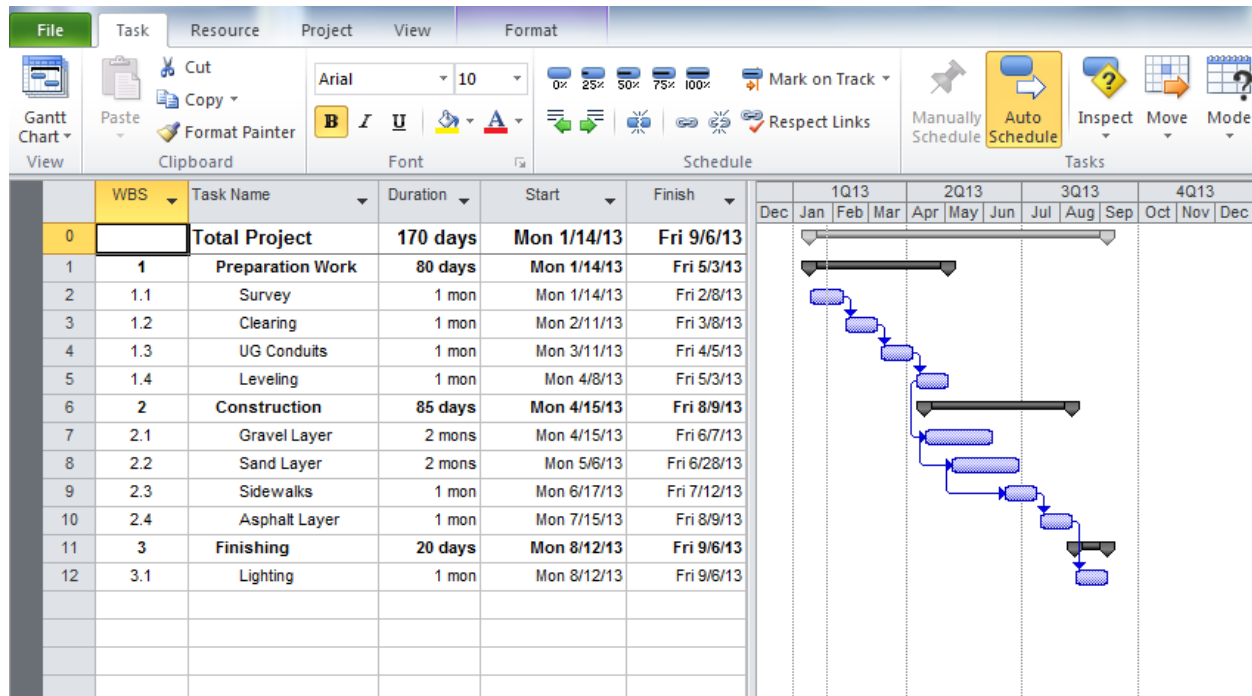 File Task Resource Project View Format
Cut
Arial 10 0% 25% 50% 75% 100% Mark on Track
Copy
Gantt Chart Paste Format Painter B I U A Respect Links Manually Schedule Auto Schedule Inspect Move Mode
View Clipboard Font Schedule Tasks
WBS Task Name Duration Start Finish 1Q13 2Q13 3Q13 4Q13
Dec Jan Feb Mar Apr May Jun Jul Aug Sep Oct Nov Dec
0 Total Project 170 days Mon 1/14/13 Fri 9/6/13
1 1 Preparation Work 80 days Mon 1/14/13 Fri 5/3/13
2 1.1 Survey 1 mon Mon 1/14/13 Fri 2/8/13
3 1.2 Clearing 1 mon Mon 2/11/13 Fri 3/8/13
4 1.3 UG Conduits 1 mon Mon 3/11/13 Fri 4/5/13
5 1.4 Leveling 1 mon Mon 4/8/13 Fri 5/3/13
6 2 Construction 85 days Mon 4/15/13 Fri 8/9/13
7 2.1 Gravel Layer 2 mons Mon 4/15/13 Fri 6/7/13
8 2.2 Sand Layer 2 mons Mon 5/6/13 Fri 6/28/13
9 2.3 Sidewalks 1 mon Mon 6/17/13 Fri 7/12/13
10 2.4 Asphalt Layer 1 mon Mon 7/15/13 Fri 8/9/13
11 3 Finishing 20 days Mon 8/12/13 Fri 9/6/13
12 3.1 Lighting 1 mon Mon 8/12/13 Fri 9/6/13